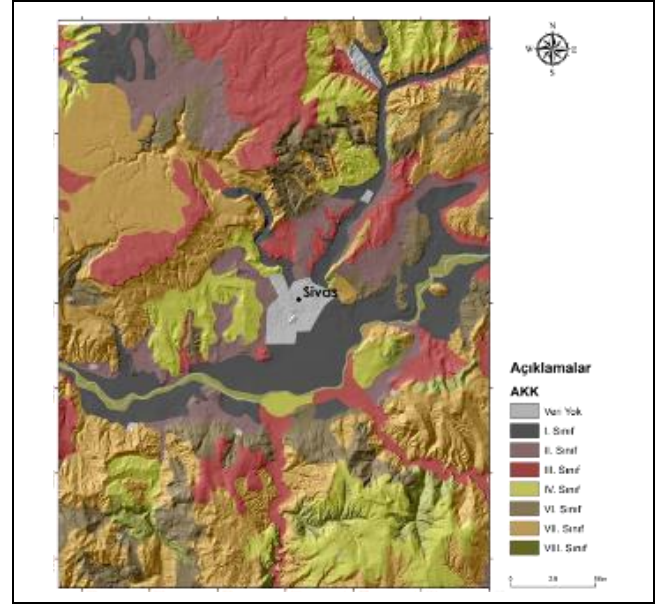 N
W E
S
Sivas
Açıklamalar
AKK
Veri Yok
I. Sınıf
II. Sınıf
III. Sınıf
IV. Sınıf
VI. Sınıf
VII. Sınıf
VIII. Sınıf
0